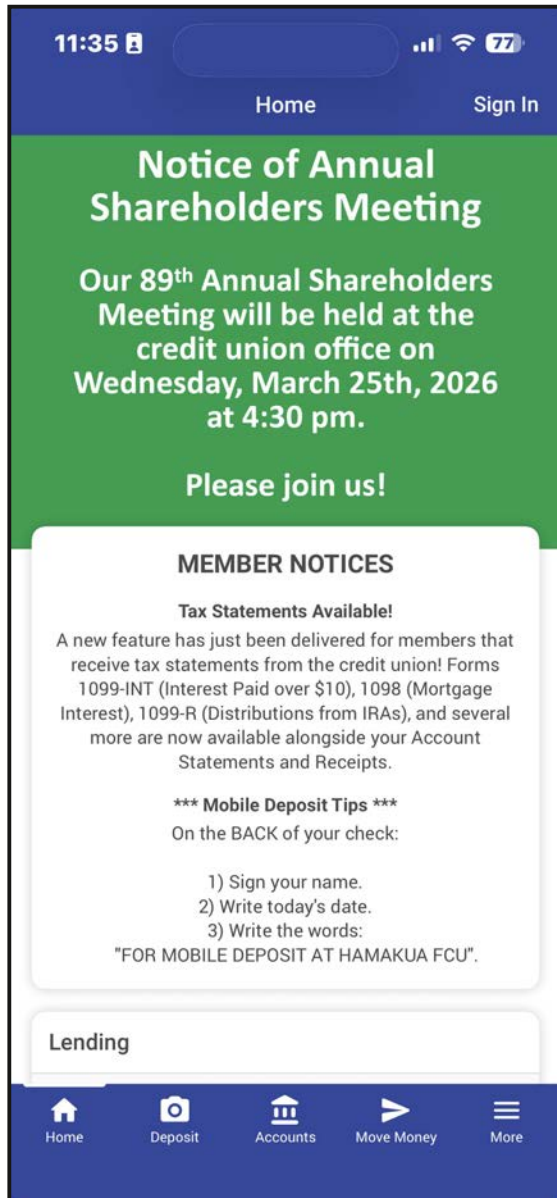 11:35
77
Home
Sign In
Notice of Annual
Shareholders Meeting
Our 89th Annual Shareholders
Meeting will be held at the
credit union office on
Wednesday, March 25th, 2026
at 4:30 pm.
Please join us!
MEMBER NOTICES
Tax Statements Available!
A new feature has just been delivered for members that
receive tax statements from the credit union! Forms
1099-INT (Interest Paid over $10), 1098 (Mortgage
Interest), 1099-R (Distributions from IRAs), and several
more are now available alongside your Account
Statements and Receipts.
*** Mobile Deposit Tips ***
On the BACK of your check:
1) Sign your name.
2) Write today's date.
3) Write the words:
"FOR MOBILE DEPOSIT AT HAMAKUA FCU".
Lending
Home
Deposit
Accounts
Move Money
More